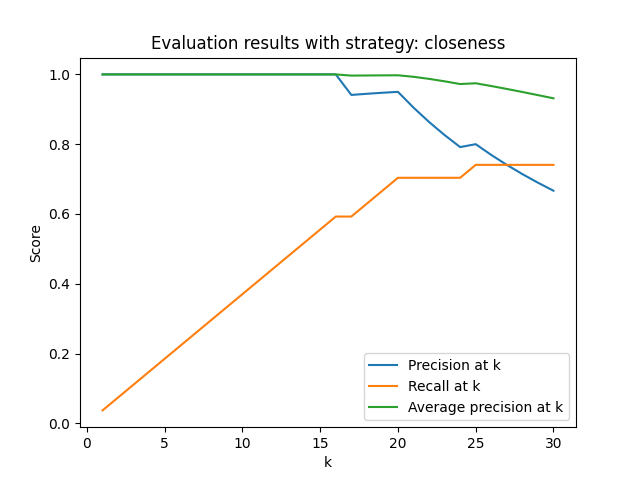 Evaluation results with strategy: closeness
1.0
0.8
0.6
0.4
0.2
0.0
Score
0
5
10
15
20
25
30
k
Precision at k
Recall at k
Average precision at k